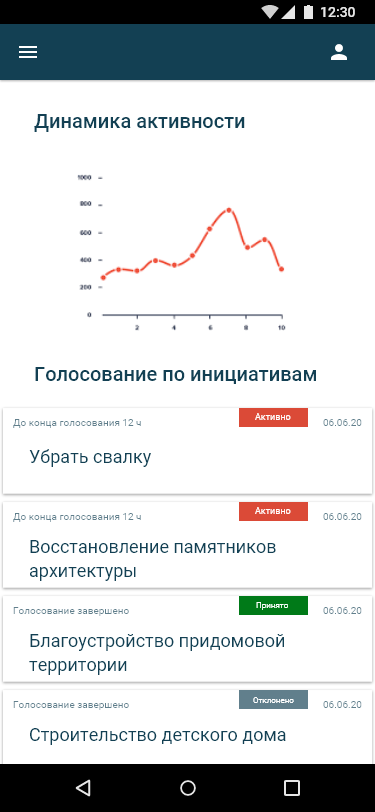 12:30
Динамика активности
1000
800
600
400
200
0
2 4 6 8 10
Голосование по инициативам
До конца голосования 12 ч Активно 06.06.20
Убрать свалку
До конца голосования 12 ч Активно 06.06.20
Восстановление памятников
архитектуры
Голосование завершено Принято 06.06.20
Благоустройство придомовой
территории
Голосование завершено Отклонено 06.06.20
Строительство детского дома